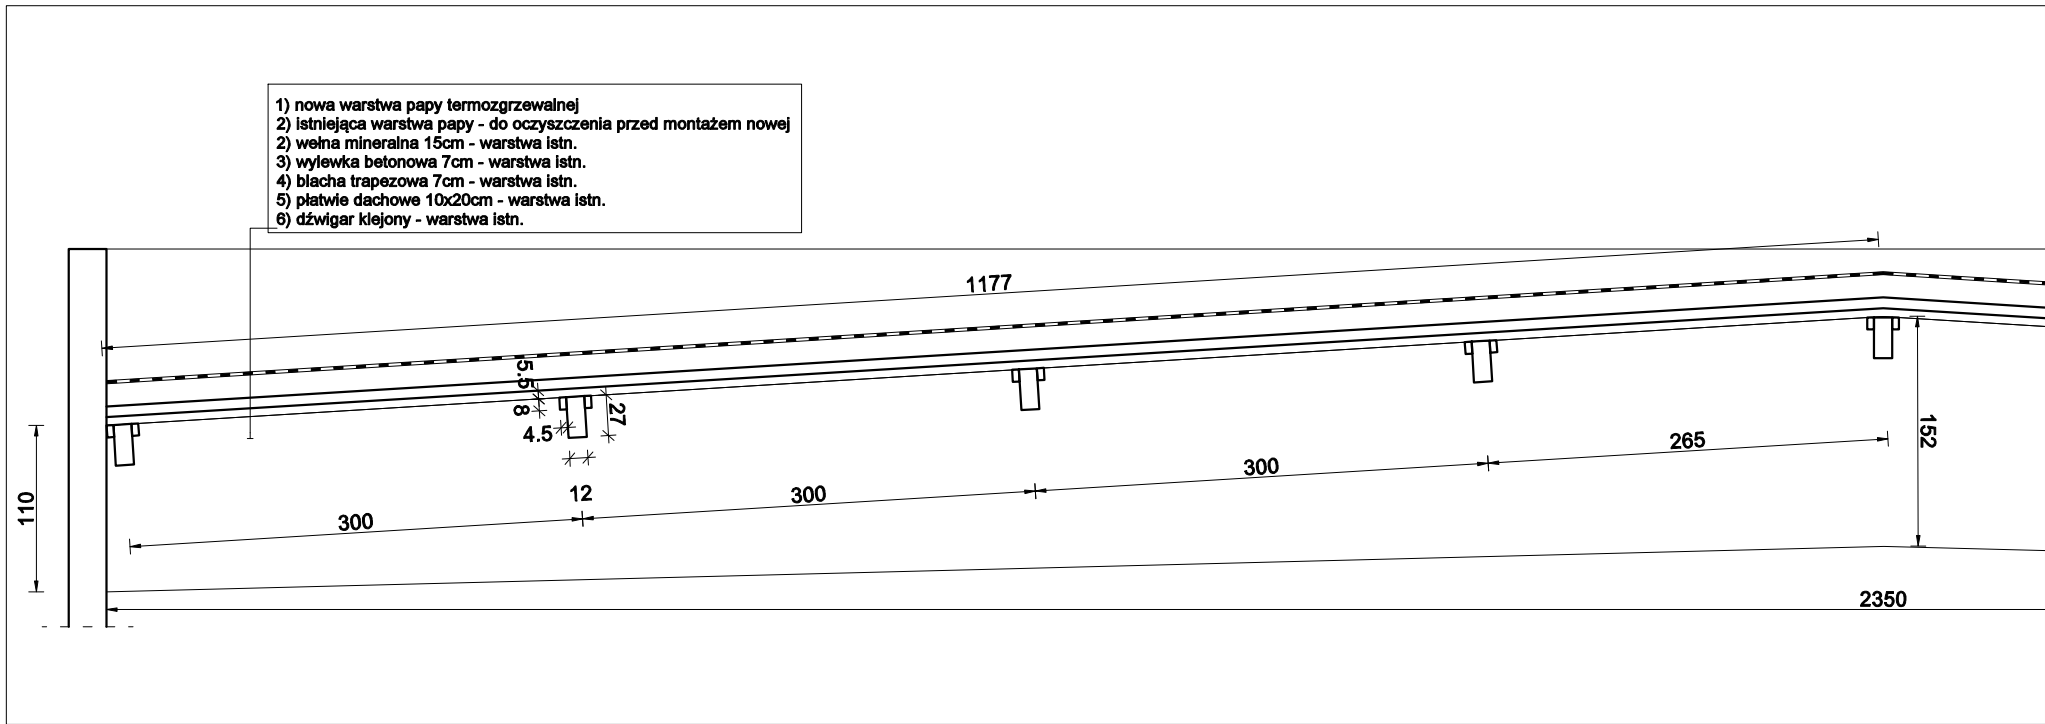 1) nowa warstwa papy termozgrzewalnej
2) istniejąca warstwa papy - do oczyszczenia przed montażem nowej
2) wełna mineralna 15cm - warstwa istn.
3) wylewka betonowa 7cm - warstwa istn.
4) blacha trapezowa 7cm - warstwa istn.
5) płatwie dachowe 10x20cm - warstwa istn.
6) dźwigar klejony - warstwa istn.
1177
5.5
8
27
4.5
12
152
265
300
300
300
110
2350